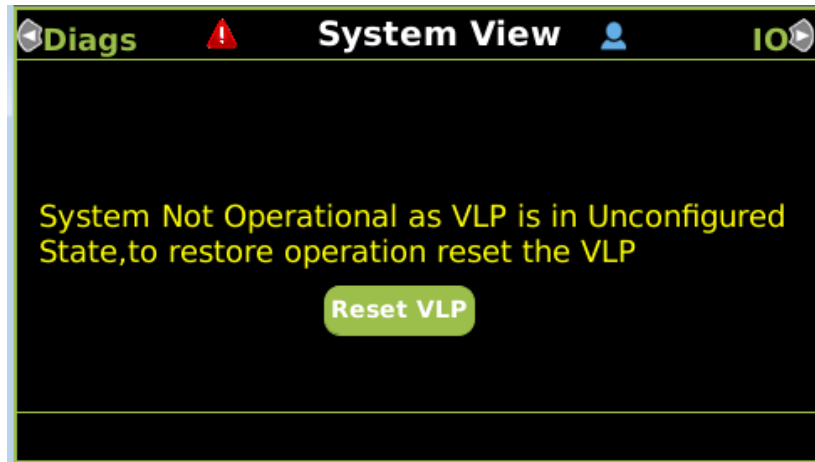 Diags System View IO
System Not Operational as VLP is in Unconfigured
State,to restore operation reset the VLP
Reset VLP